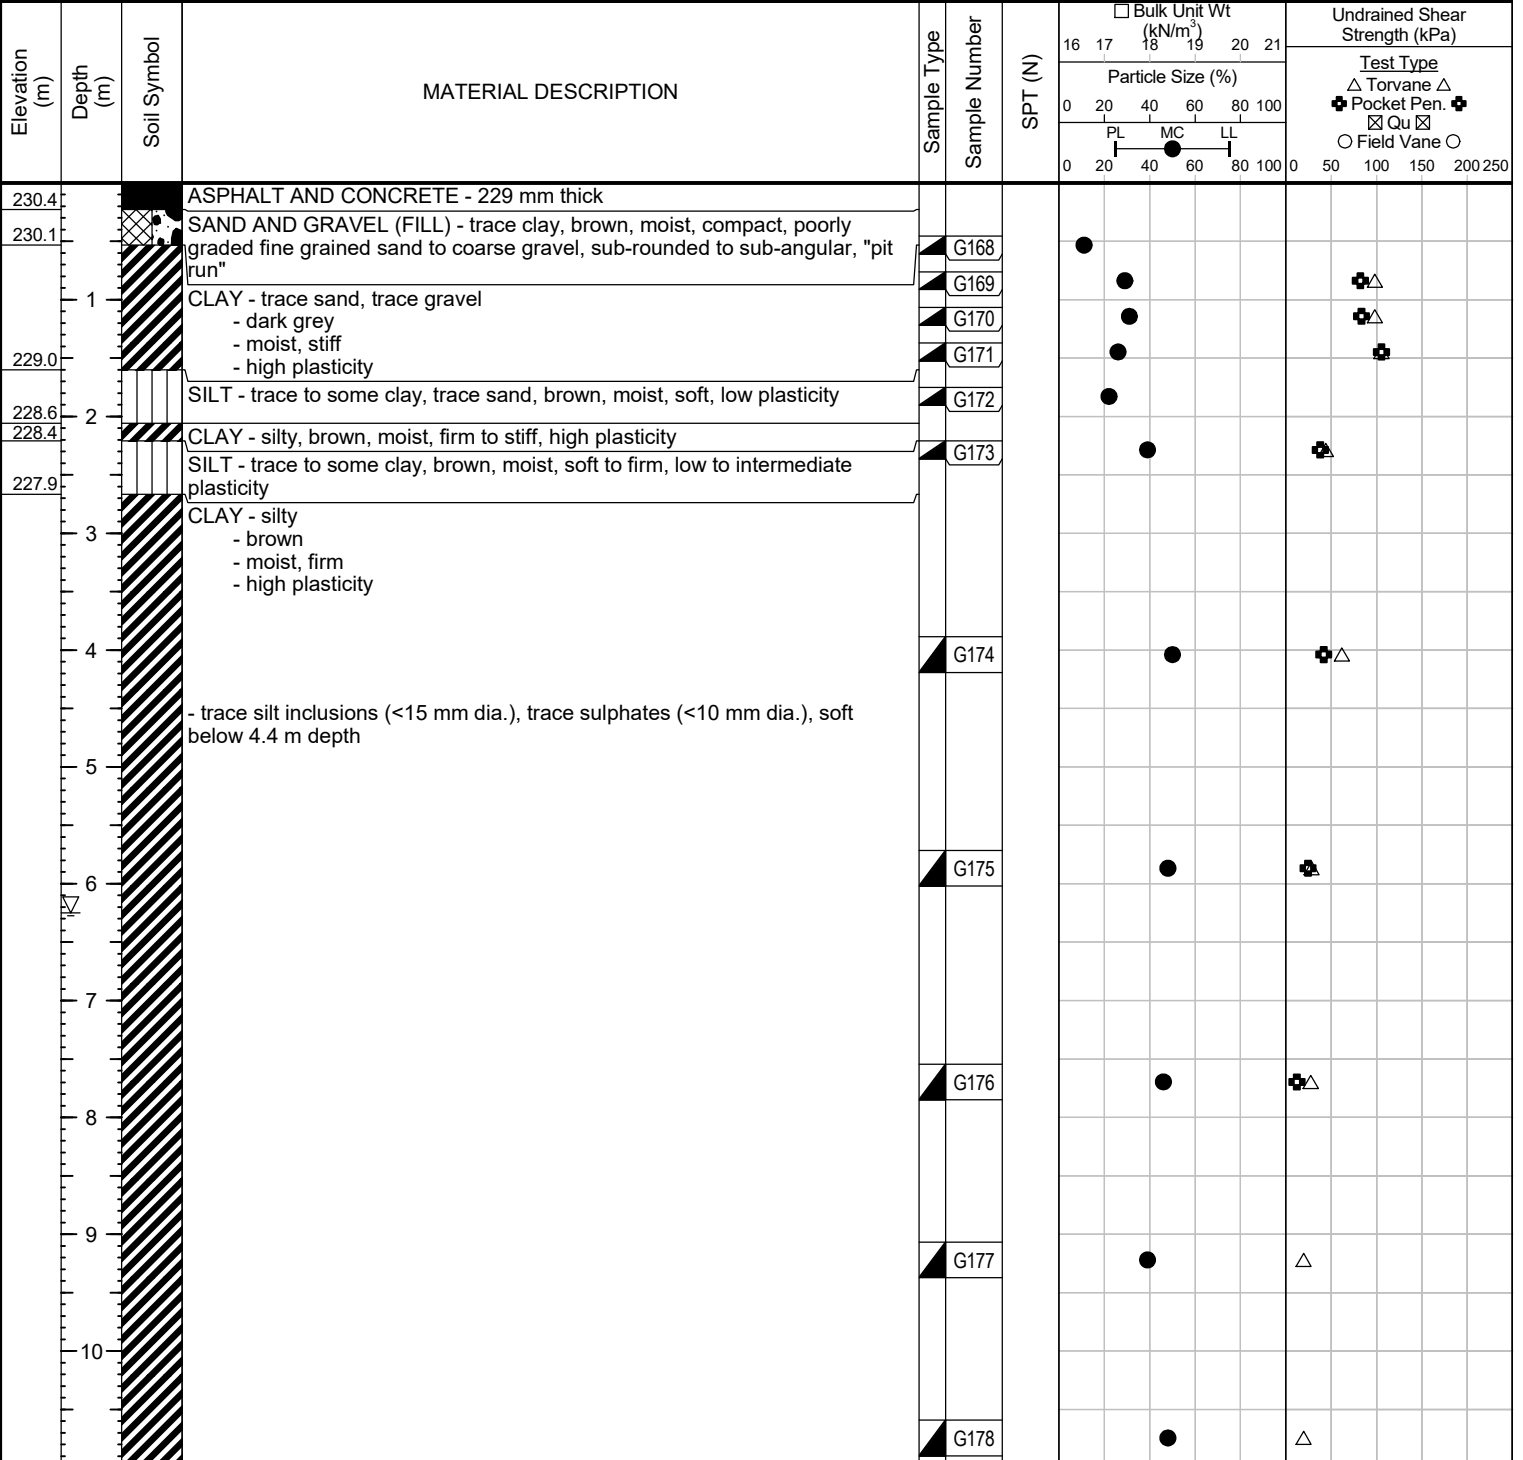 Elevation
(m)
Depth
(m)
Soil Symbol
MATERIAL DESCRIPTION
Sample Type
Sample Number
SPT (N)
Bulk Unit Wt
(kN/m³)
16 17 18 19 20 21
Particle Size (%)
0 20 40 60 80 100
PL MC LL
0 20 40 60 80 100
Undrained Shear
Strength (kPa)
Test Type
△ Torvane △
Pocket Pen.
Qu
Field Vane
0 50 100 150 200 250
230.4
ASPHALT AND CONCRETE - 229 mm thick
230.1
SAND AND GRAVEL (FILL) - trace clay, brown, moist, compact, poorly
graded fine grained sand to coarse gravel, sub-rounded to sub-angular, "pit
run"
G168
G169
1
CLAY - trace sand, trace gravel
- dark grey
G170
- moist, stiff
G171
229.0
- high plasticity
SILT - trace to some clay, trace sand, brown, moist, soft, low plasticity
G172
228.6
2
228.4
CLAY - silty, brown, moist, firm to stiff, high plasticity
G173
SILT - trace to some clay, brown, moist, soft to firm, low to intermediate
plasticity
227.9
CLAY - silty
3
- brown
- moist, firm
- high plasticity
4
G174
- trace silt inclusions (<15 mm dia.), trace sulphates (<10 mm dia.), soft
below 4.4 m depth
5
G175
6
7
G176
8
9
G177
10
G178